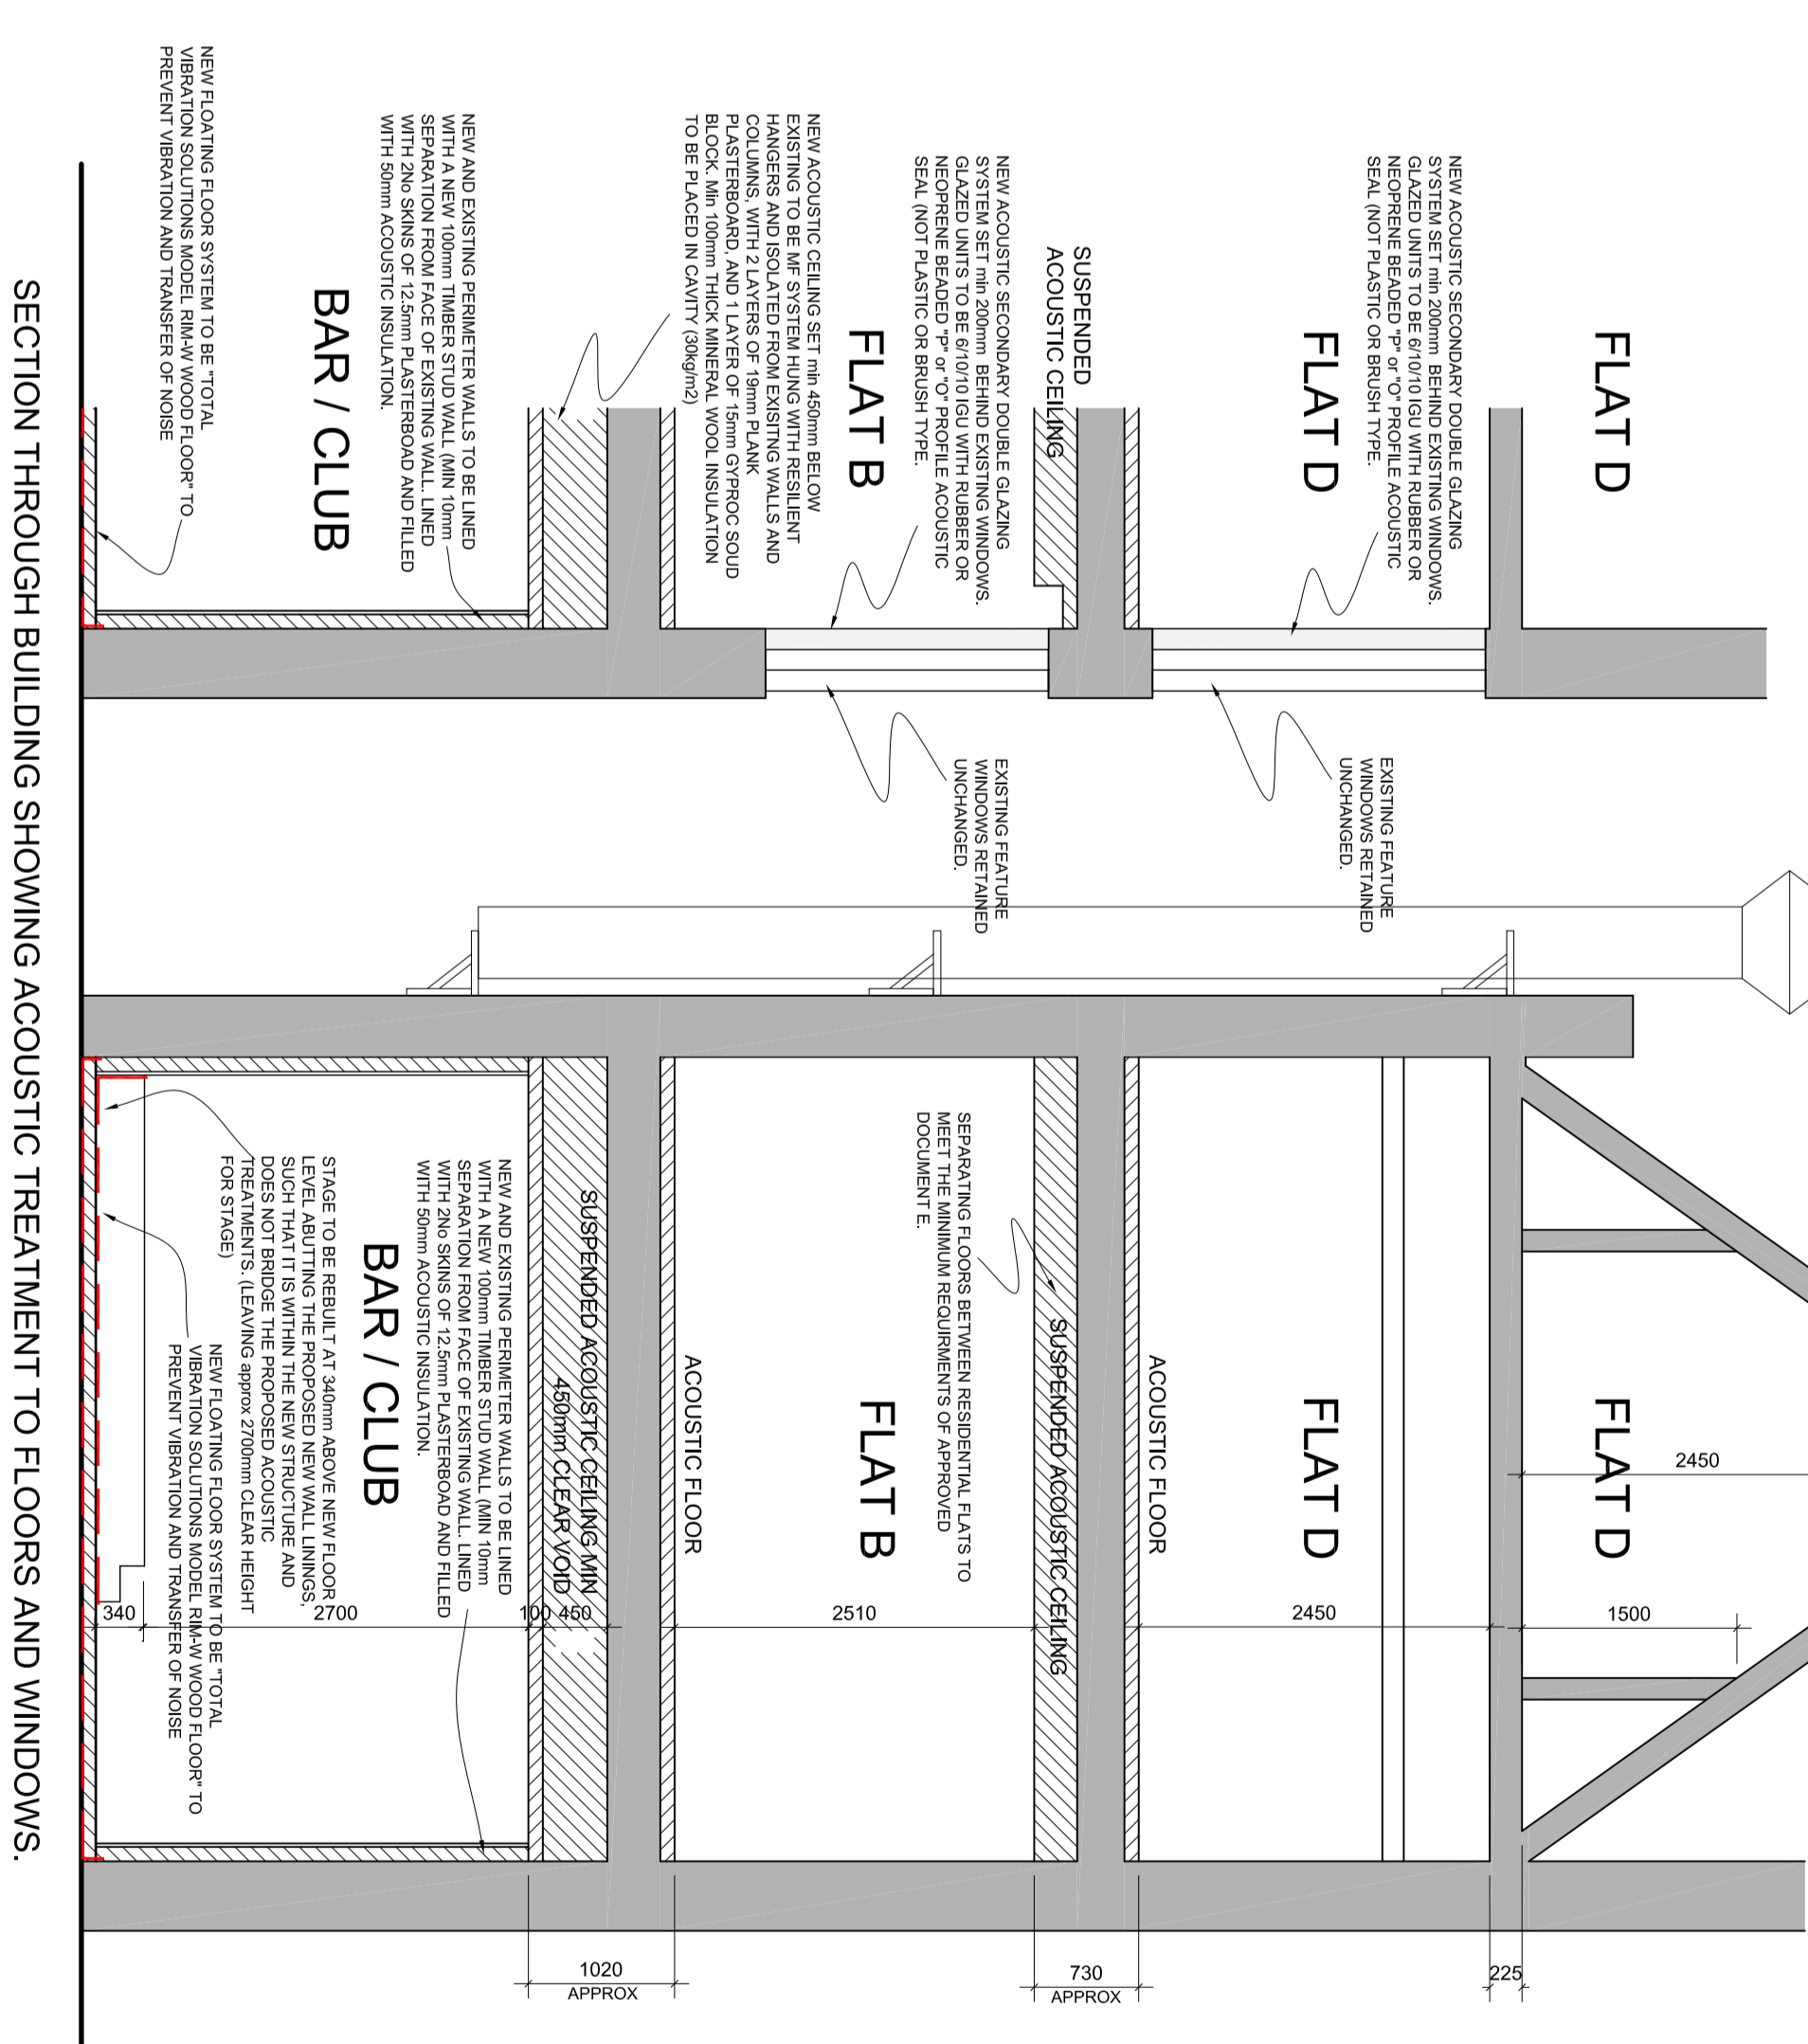 FLAT D
FLAT D
2450
1500
NEW ACOUSTIC SECONDARY DOUBLE GLAZING
SYSTEM SET min 200mm BEHIND EXISTING WINDOWS.
GLAZED UNITS TO BE 6/10/10 IGU WITH RUBBER OR
NEOPRENE BEADED "P" or "O" PROFILE ACOUSTIC
SEAL (NOT PLASTIC OR BRUSH TYPE.
FLAT D
EXISTING FEATURE
WINDOWS RETAINED
UNCHANGED.
FLAT D
2450
225
ACOUSTIC FLOOR
SUSPENDED
ACOUSTIC CEILING
SUSPENDED ACOUSTIC CEILING
730
APPROX
NEW ACOUSTIC SECONDARY DOUBLE GLAZING
SYSTEM SET min 200mm BEHIND EXISTING WINDOWS.
GLAZED UNITS TO BE 6/10/10 IGU WITH RUBBER OR
NEOPRENE BEADED "P" or "O" PROFILE ACOUSTIC
SEAL (NOT PLASTIC OR BRUSH TYPE.
EXISTING FEATURE
WINDOWS RETAINED
UNCHANGED.
SEPARATING FLOORS BETWEEN RESIDENTIAL FLATS TO
MEET THE MINIMUM REQUIRMENTS OF APPROVED
DOCUMENT E.
FLAT B
FLAT B
2510
NEW ACOUSTIC CEILING SET min 450mm BELOW
EXISTING TO BE MF SYSTEM HUNG WITH RESILIENT
HANGERS AND ISOLATED FROM EXISITNG WALLS AND
COLUMNS, WITH 2 LAYERS OF 19mm PLANK
PLASTERBOARD, AND 1 LAYER OF 15mm GYPROC SOUD
BLOCK. Min 100mm THICK MINERAL WOOL INSULATION
TO BE PLACED IN CAVITY (30kg/m2)
ACOUSTIC FLOOR
1020
APPROX
SUSPENDED ACOUSTIC CEILING MIN
450mm CLEAR VOID
100
450
NEW AND EXISTING PERIMETER WALLS TO BE LINED
WITH A NEW 100mm TIMBER STUD WALL (MIN 10mm
SEPARATION FROM FACE OF EXISTING WALL. LINED
WITH 2No SKINS OF 12.5mm PLASTERBOAD AND FILLED
WITH 50mm ACOUSTIC INSULATION.
NEW AND EXISTING PERIMETER WALLS TO BE LINED
WITH A NEW 100mm TIMBER STUD WALL (MIN 10mm
SEPARATION FROM FACE OF EXISTING WALL. LINED
WITH 2No SKINS OF 12.5mm PLASTERBOAD AND FILLED
WITH 50mm ACOUSTIC INSULATION.
BAR / CLUB
BAR / CLUB
2700
STAGE TO BE REBUILT AT 340mm ABOVE NEW FLOOR
LEVEL ABUTTING THE PROPOSED NEW WALL LININGS,
SUCH THAT IT IS WITHIN THE NEW STRUCTURE AND
DOES NOT BRIDGE THE PROPOSED ACOUSTIC
TREATMENTS. (LEAVING approx 2700mm CLEAR HEIGHT
FOR STAGE)
340
NEW FLOATING FLOOR SYSTEM TO BE "TOTAL
VIBRATION SOLUTIONS MODEL RIM-W WOOD FLOOR" TO
PREVENT VIBRATION AND TRANSFER OF NOISE
NEW FLOATING FLOOR SYSTEM TO BE "TOTAL
VIBRATION SOLUTIONS MODEL RIM-W WOOD FLOOR" TO
PREVENT VIBRATION AND TRANSFER OF NOISE
SECTION THROUGH BUILDING SHOWING ACOUSTIC TREATMENT TO FLOORS AND WINDOWS.